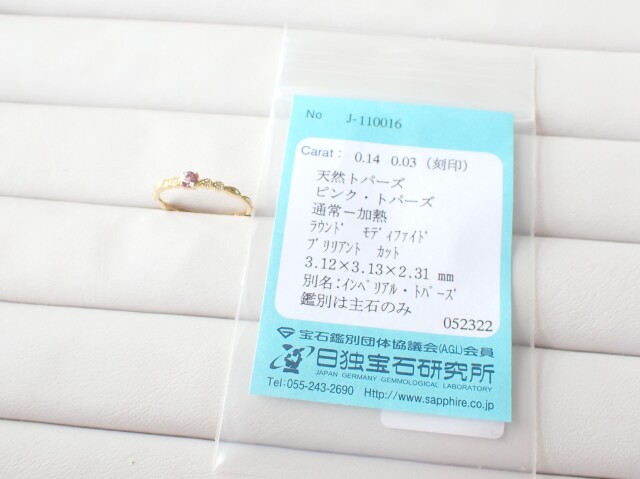 No J-110016
Carat: 0.14 0.03 (刻印)
天然トパーズ
ピンク・トパーズ
通常－加熱
ﾗｳﾝﾄﾞ ﾓﾃﾞｨﾌｧｲﾄﾞ
ﾌﾞﾘﾘｱﾝﾄ ｶｯﾄ
3.12×3.13×2.31 mm
別名:ｲﾝﾍﾟﾘｱﾙ・ﾄﾊﾟｰｽﾞ
鑑別は主石のみ
052322
宝石鑑別団体協議会(AGL)会員
日独宝石研究所
JAPAN GERMANY GEMMOLOGICAL LABORATORY
Tel:055-243-2690 Http://www.sapphire.co.jp